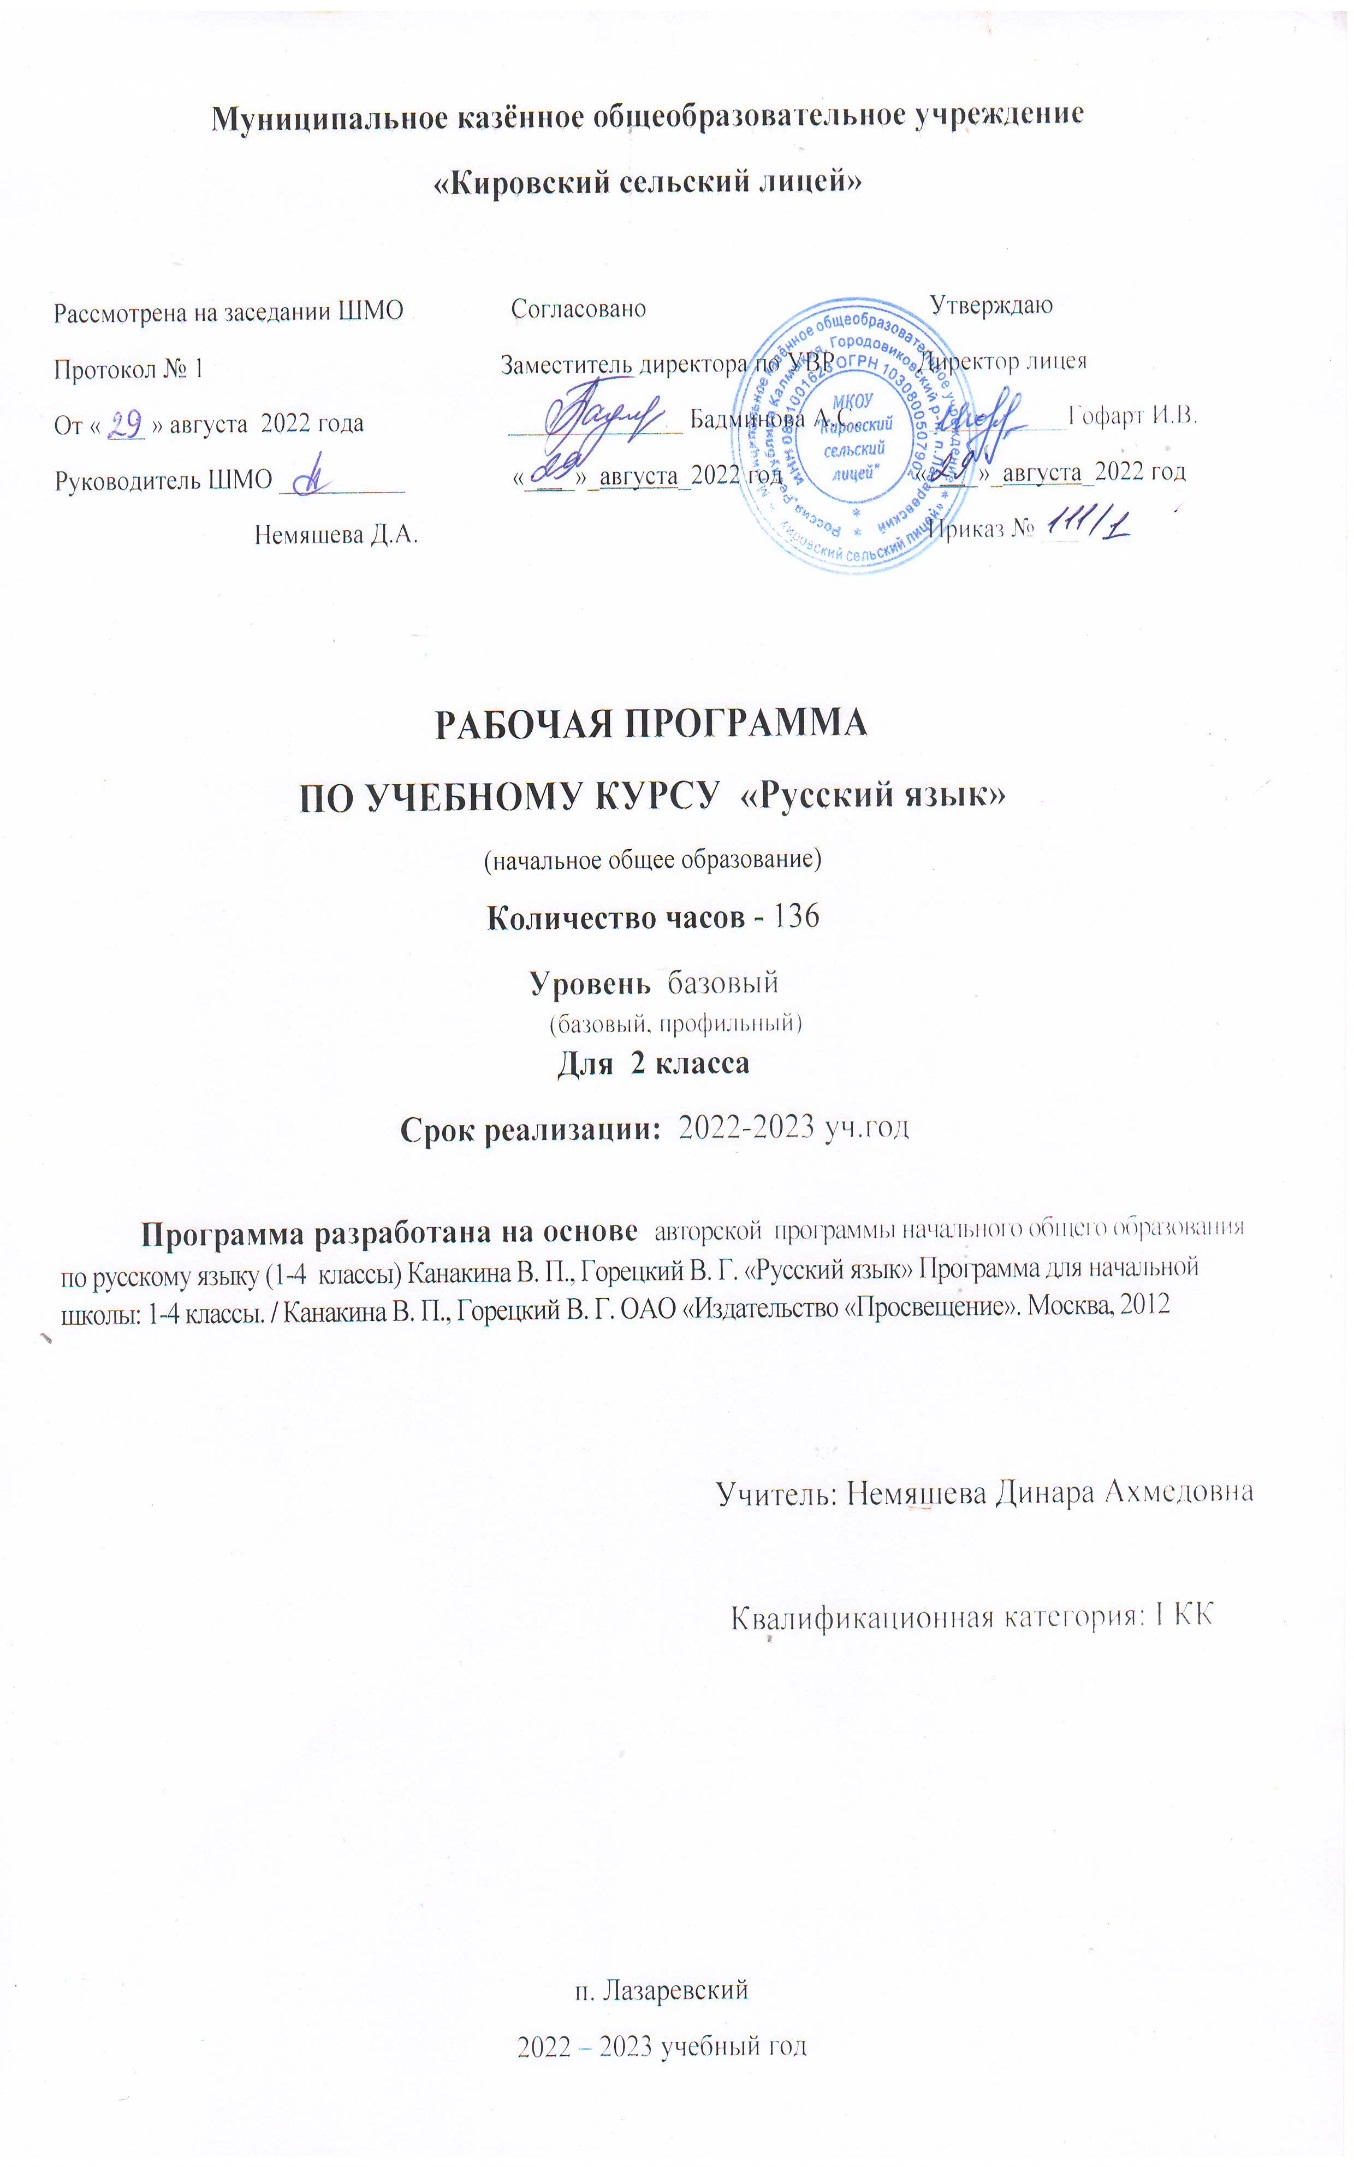 Муниципальное казённое общеобразовательное учреждение
«Кировский сельский лицей»
Рассмотрена на заседании ШМО
Протокол № 1
От « 29 » августа 2022 года
Руководитель ШМО
Немяшева Д.А.
Согласовано
Заместитель директора по УВР
Бадминова А.С.
« 29 » августа 2022 год
Утверждаю
Директор лицея
Гофарт И.В.
« 29 » августа 2022 год
Приказ № 111/1
МКОУ
"Кировский
сельский
лицей"
РАБОЧАЯ ПРОГРАММА
ПО УЧЕБНОМУ КУРСУ «Русский язык»
(начальное общее образование)
Количество часов - 136
Уровень базовый
(базовый, профильный)
Для 2 класса
Срок реализации: 2022-2023 уч.год
Программа разработана на основе авторской программы начального общего образования
по русскому языку (1-4 классы) Канакина В. П., Горецкий В. Г. «Русский язык» Программа для начальной
школы: 1-4 классы. / Канакина В. П., Горецкий В. Г. ОАО «Издательство «Просвещение». Москва, 2012
Учитель: Немяшева Динара Ахмедовна
Квалификационная категория: I КК
п. Лазаревский
2022 – 2023 учебный год